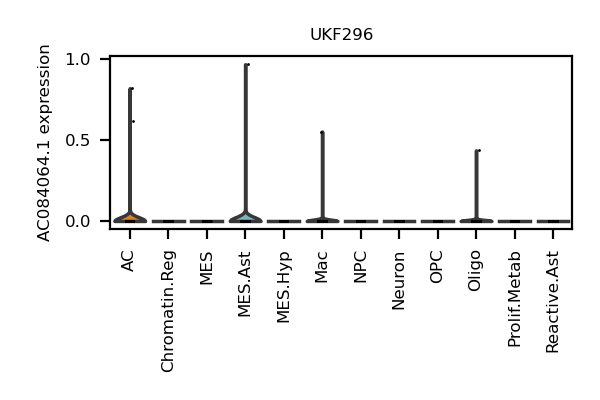 UKF296
AC084064.1 expression
1.0
0.5
0.0
AC
Chromatin.Reg
MES
MES.Ast
MES.Hyp
Mac
NPC
Neuron
OPC
Oligo
Prolif.Metab
Reactive.Ast